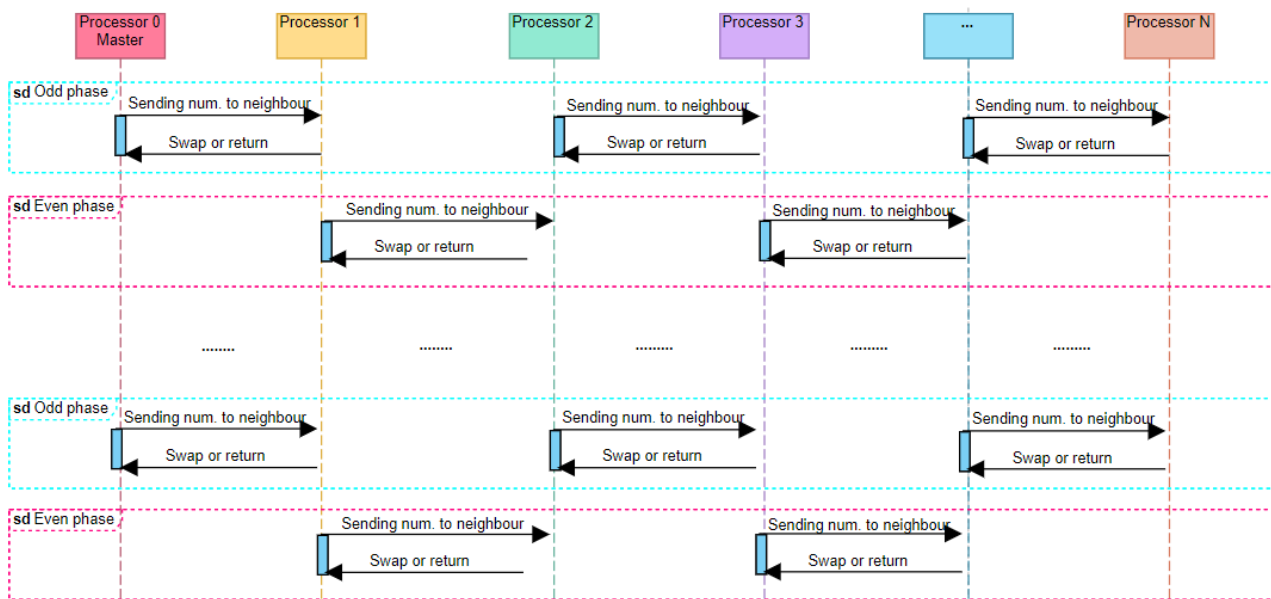 Processor 0
Master
Processor 1
Processor 2
Processor 3
...
Processor N
sd Odd phase
Sending num. to neighbour
Sending num. to neighbour
Sending num. to neighbour
Swap or return
Swap or return
Swap or return
sd Even phase
Sending num. to neighbour
Sending num. to neighbour
Swap or return
Swap or return
........
........
.........
.........
.........
sd Odd phase
Sending num. to neighbour
Sending num. to neighbour
Sending num. to neighbour
Swap or return
Swap or return
Swap or return
sd Even phase
Sending num. to neighbour
Sending num. to neighbour
Swap or return
Swap or return